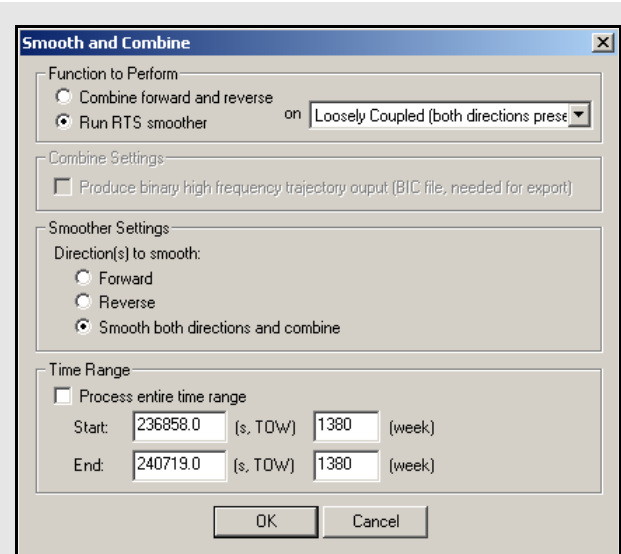 Smooth and Combine
Function to Perform
Combine forward and reverse
Run RTS smoother
on
Loosely Coupled (both directions prese
Combine Settings
Produce binary high frequency trajectory ouput (BIC file, needed for export)
Smoother Settings
Direction(s) to smooth:
Forward
Reverse
Smooth both directions and combine
Time Range
Process entire time range
Start: 236858.0 (s, TOW) 1380 (week)
End: 240719.0 (s, TOW) 1380 (week)
OK Cancel